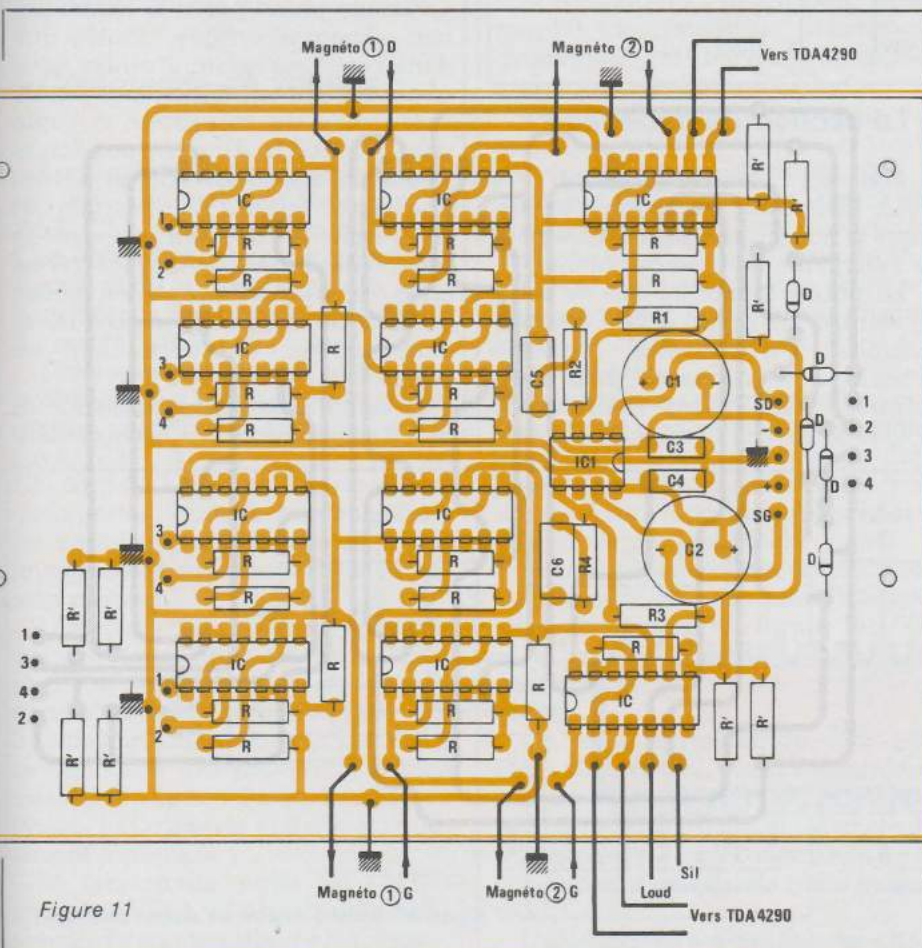 Magnéto ① D
Magnéto ② D
Vers TDA4290
R'
R'
IC
IC
IC
1
2
R
R
R
R
R
R
R'
D
R1
3
4
IC
R
IC
C5
R2
C1
+
-
D
R
R
R
R
SD
1
-
D
2
IC1
C3
3
C4
+
D
4
SG
3
4
IC
IC
R
R
R
R
C6
R4
C2
-
+
D
R'
R'
R3
1
3
4
2
1
2
IC
R
IC
R
R
IC
R'
R'
R'
R'
R
R
R
R
Magnéto ① G
Magnéto ② G
Loud
Sil
Vers TDA4290
Figure 11